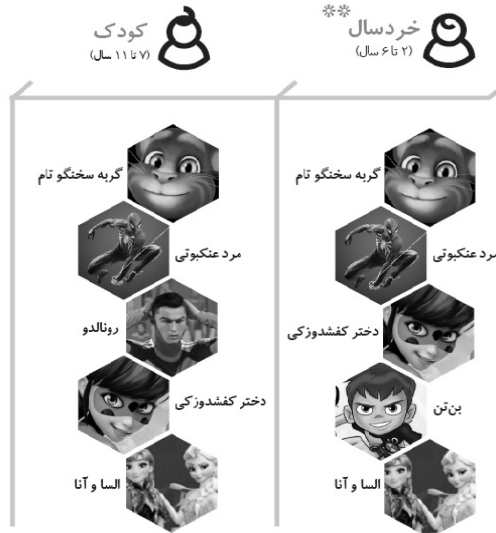 خردسال **
(۲ تا ۶ سال)
گربه سخنگو تام
مرد عنکبوتی
دختر کفشدوزکی
بن‌تن
السا و آنا
کودک
(۷ تا ۱۱ سال)
گربه سخنگو تام
مرد عنکبوتی
رونالدو
دختر کفشدوزکی
السا و آنا